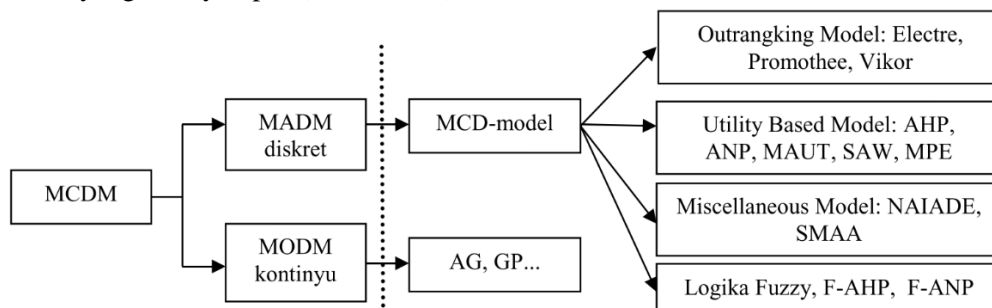 MCDM
MADM
diskret
MODM
kontinyu
MCD-model
AG, GP...
Outrangking Model: Electre,
Promothee, Vikor
Utility Based Model: AHP,
ANP, MAUT, SAW, MPE
Miscellaneous Model: NAIADE,
SMAA
Logika Fuzzy, F-AHP, F-ANP